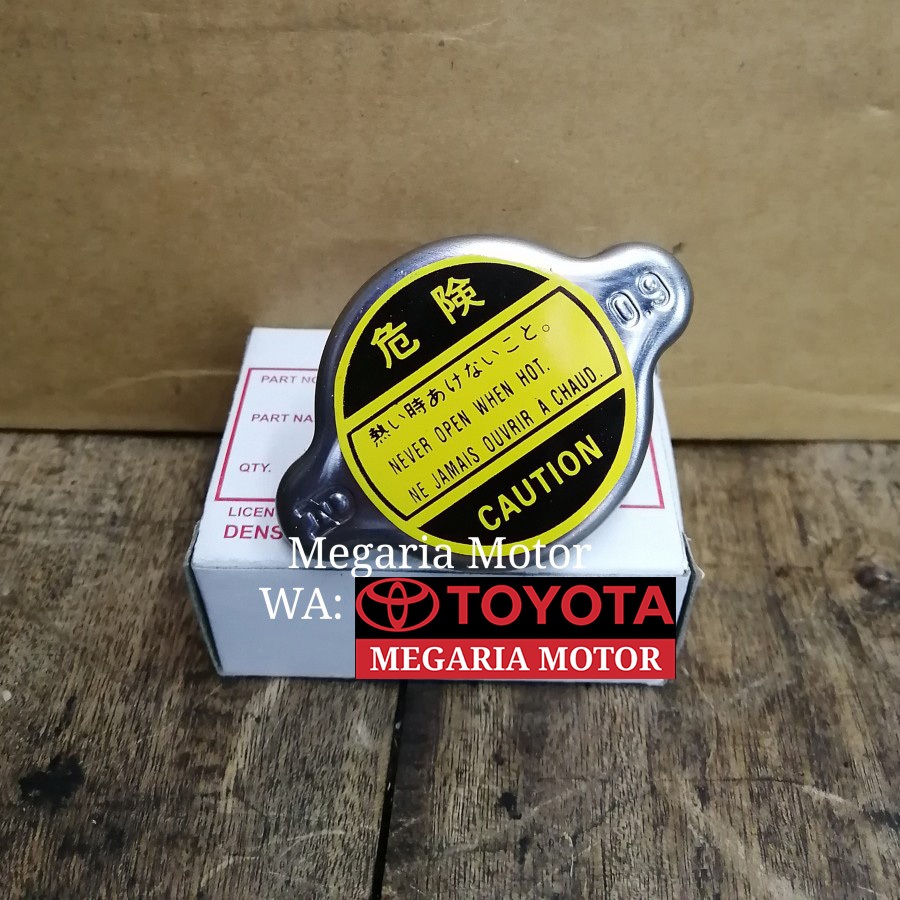 危険
0.9
熱い時あけないこと。
NEVER OPEN WHEN HOT.
NE JAMAIS OUVRIR À CHAUD.
CAUTION
PART NO
PART NA
QTY.
LICEN
DENS
Megaria Motor
WA:
TOYOTA
MEGARIA MOTOR